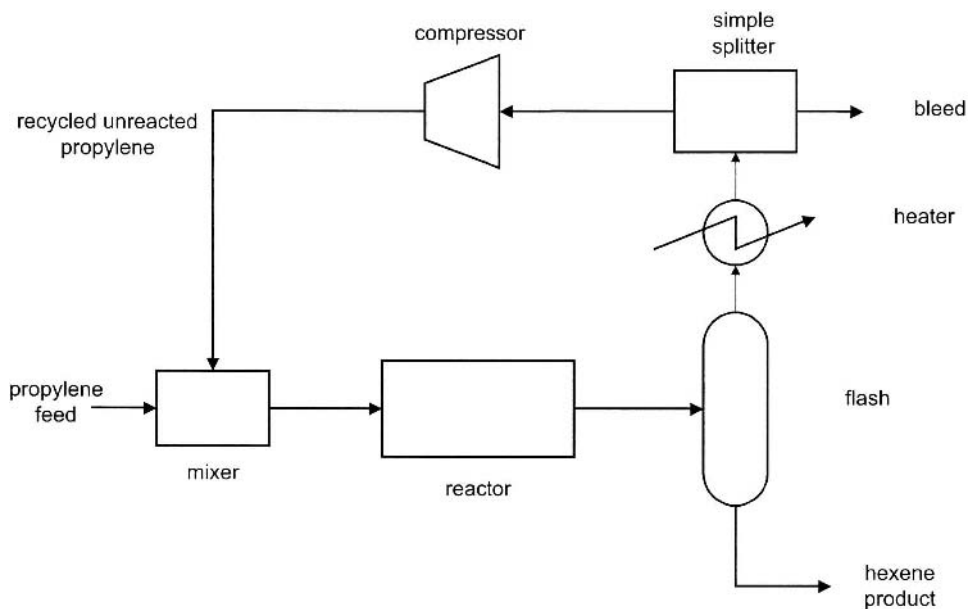 simple
splitter
compressor
bleed
recycled unreacted
propylene
heater
propylene
feed
flash
mixer
reactor
hexene
product